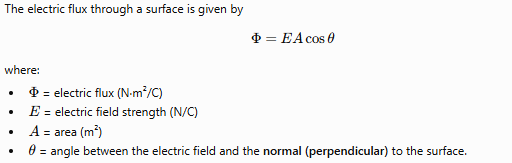 The electric flux through a surface is given by
Φ = EA cos θ
where:
• Φ = electric flux (N·m²/C)
• E = electric field strength (N/C)
• A = area (m²)
• θ = angle between the electric field and the normal (perpendicular) to the surface.